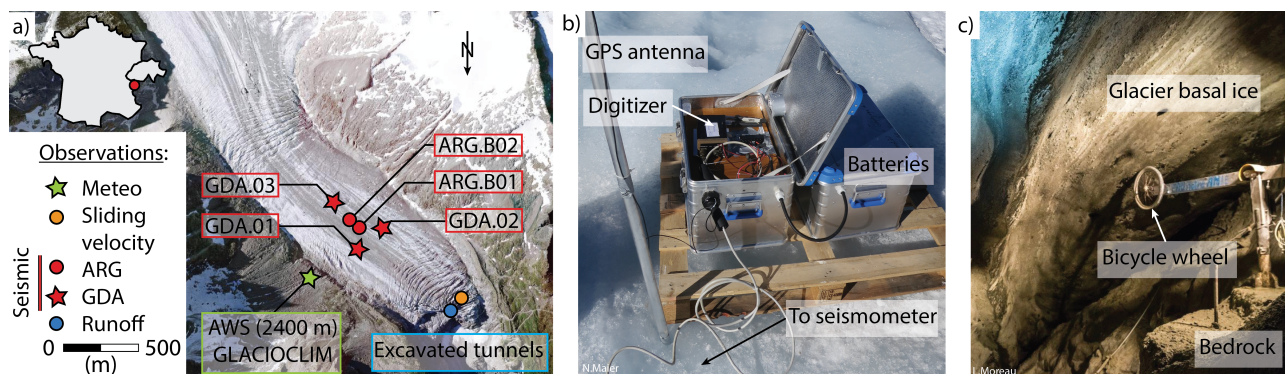 a)
N
Observations:
Meteo
Sliding
velocity
Seismic
ARG
GDA
Runoff
0 500
(m)
ARG.B02
ARG.B01
GDA.03
GDA.02
GDA.01
AWS (2400 m)
GLACIOCLIM
Excavated tunnels
b)
GPS antenna
Digitizer
Batteries
To seismometer
N.Maier
c)
Glacier basal ice
Bicycle wheel
Bedrock
L.Moreau